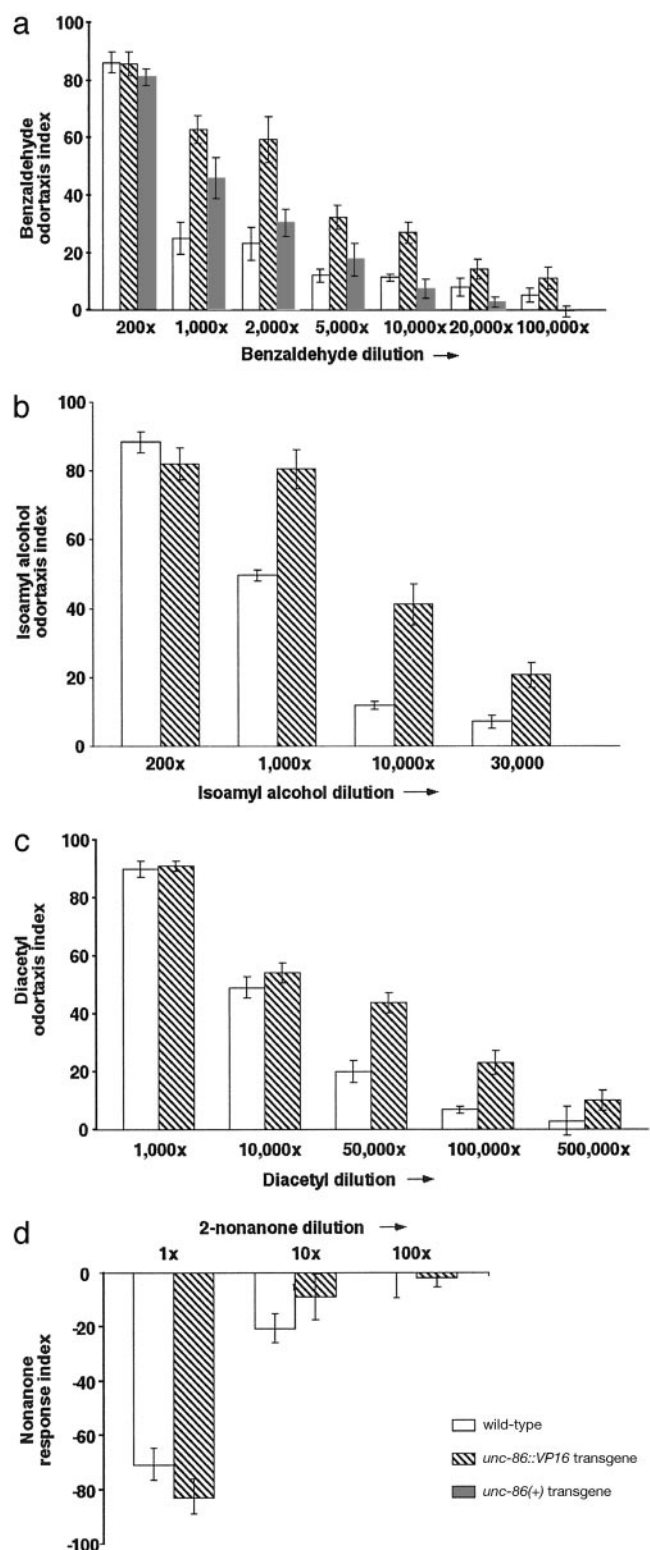 a
100
80
60
40
20
0
Benzaldehyde
odortaxis index
200x 1,000x 2,000x 5,000x 10,000x 20,000x 100,000x
Benzaldehyde dilution →
b
100
80
60
40
20
0
Isoamyl alcohol
odortaxis index
200x 1,000x 10,000x 30,000
Isoamyl alcohol dilution →
c
100
80
60
40
20
0
Diacetyl
odortaxis index
1,000x 10,000x 50,000x 100,000x 500,000x
Diacetyl dilution →
d
2-nonanone dilution →
1x 10x 100x
0
-20
-40
-60
-80
-100
Nonanone
response index
wild-type
unc-86::VP16 transgene
unc-86(+) transgene